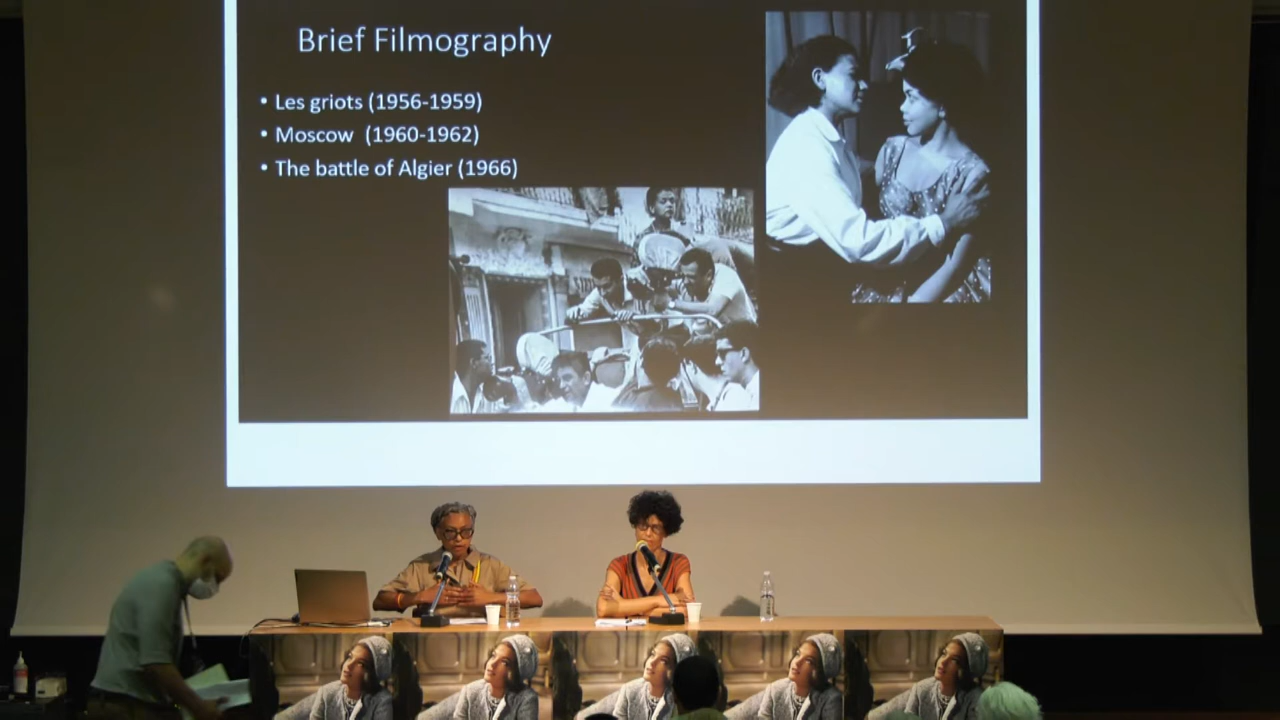 Brief Filmography
• Les griots (1956-1959)
• Moscow (1960-1962)
• The battle of Algier (1966)